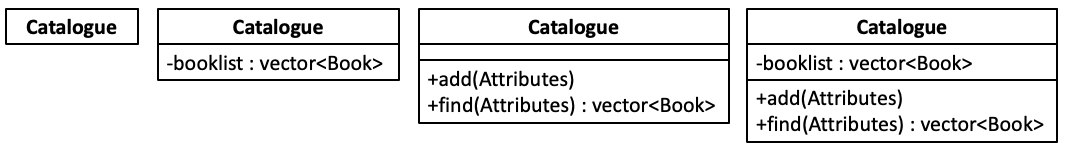 Catalogue
Catalogue
-booklist : vector<Book>
Catalogue
+add(Attributes)
+find(Attributes) : vector<Book>
Catalogue
-booklist : vector<Book>
+add(Attributes)
+find(Attributes) : vector<Book>